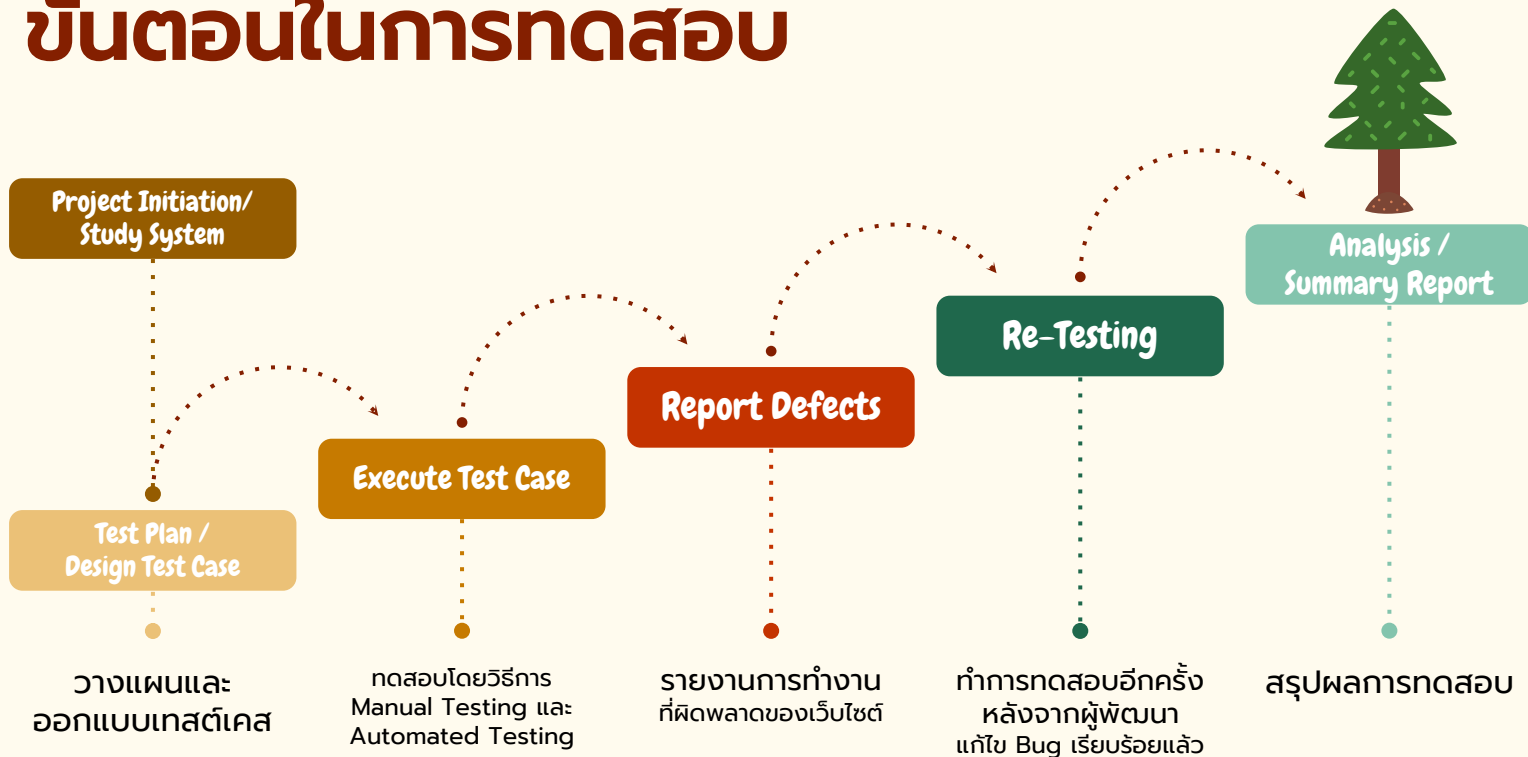 ขั้นตอนในการทดสอบ
Project Initiation/
Study System
Test Plan /
Design Test Case
วางแผนและ
ออกแบบเทสต์เคส
Execute Test Case
ทดสอบโดยวิธีการ
Manual Testing และ
Automated Testing
Report Defects
รายงานการทำงาน
ที่ผิดพลาดของเว็บไซต์
Re-Testing
ทำการทดสอบอีกครั้ง
หลังจากผู้พัฒนา
แก้ไข Bug เรียบร้อยแล้ว
Analysis /
Summary Report
สรุปผลการทดสอบ